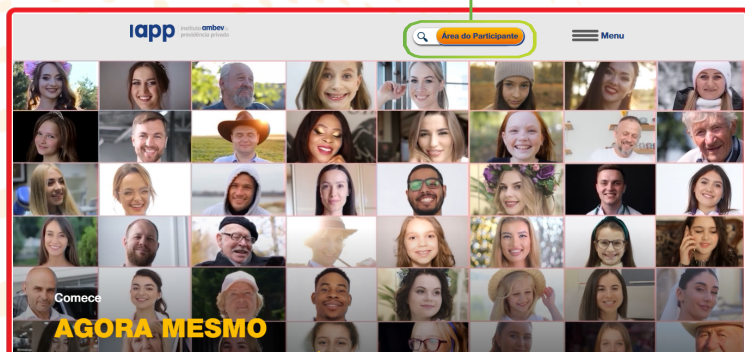 Iapp
instituto ambev de
previdência privada
Área do Participante
Menu
Comece
AGORA MESMO